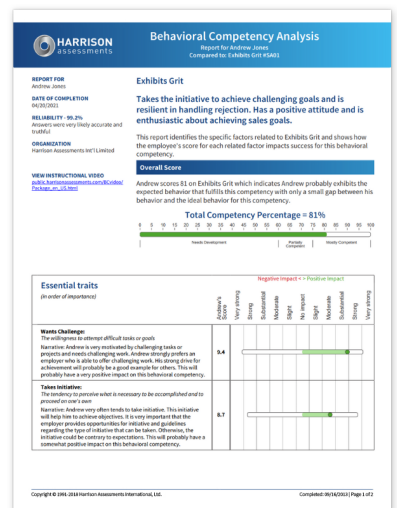 HARRISON
assessments
Behavioral Competency Analysis
Report for Andrew Jones
Compared to: Exhibits Grit #SA01
REPORT FOR
Andrew Jones
DATE OF COMPLETION
04/20/2021
RELIABILITY - 99.2%
Answers were very likely accurate and
truthful
ORGANIZATION
Harrison Assessments Int'l Limited
VIEW INSTRUCTIONAL VIDEO
public.harrisonassessments.com/BCvideo/
Package_en_US.html
Exhibits Grit
Takes the initiative to achieve challenging goals and is
resilient in handling rejection. Has a positive attitude and is
enthusiastic about achieving sales goals.
This report identifies the specific factors related to Exhibits Grit and shows how
the employee's score for each related factor impacts success for this behavioral
competency.
Overall Score
Andrew scores 81 on Exhibits Grit which indicates Andrew probably exhibits the
expected behavior that fulfills this competency with only a small gap between his
behavior and the ideal behavior for this competency.
Total Competency Percentage = 81%
0 5 10 15 20 25 30 35 40 45 50 55 60 65 70 75 80 85 90 95 100
Needs Development
Partially
Competent
Mostly Competent
Essential traits
(in order of importance)
Negative Impact < > Positive Impact
Andrew's
Score
Very strong
Strong
Substantial
Moderate
Slight
No impact
Slight
Moderate
Substantial
Strong
Very strong
Wants Challenge:
The willingness to attempt difficult tasks or goals
Narrative: Andrew is very motivated by challenging tasks or
projects and needs challenging work. Andrew strongly prefers an
employer who is able to offer challenging work. His strong drive for
achievement will probably be a good example for others. This will
probably have a very positive impact on this behavioral competency.
9.4
Takes Initiative:
The tendency to perceive what is necessary to be accomplished and to
proceed on one's own
Narrative: Andrew very often tends to take initiative. This initiative
will help him to achieve objectives. It is very important that the
employer provides opportunities for initiative and guidelines
regarding the type of initiative that can be taken. Otherwise, the
initiative could be contrary to expectations. This will probably have a
somewhat positive impact on this behavioral competency.
8.7
Copyright © 1991-2018 Harrison Assessments International, Ltd.
Completed: 09/16/2013 | Page 1 of 2